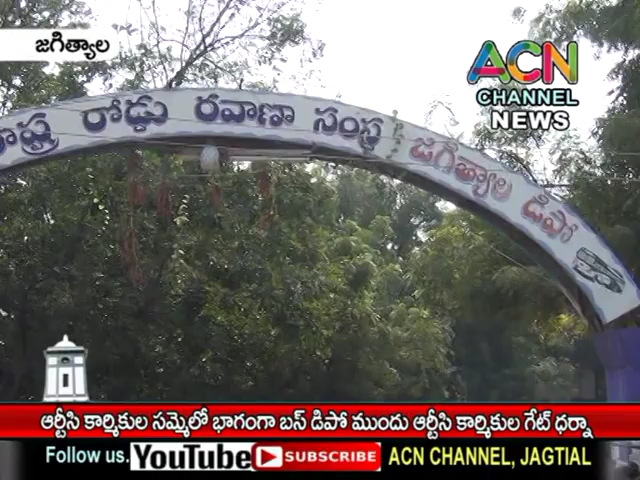 జగిత్యాల
ACN
CHANNEL
NEWS
రోడ్డు రవాణా సంస్థ జగిత్యాల డిపో
ఆర్టీసి కార్మికుల సమ్మెలో భాగంగా బస్ డిపో ముందు ఆర్టీసి కార్మికుల గేట్ ధర్నా
Follow us. YouTube SUBSCRIBE ACN CHANNEL, JAGTIAL